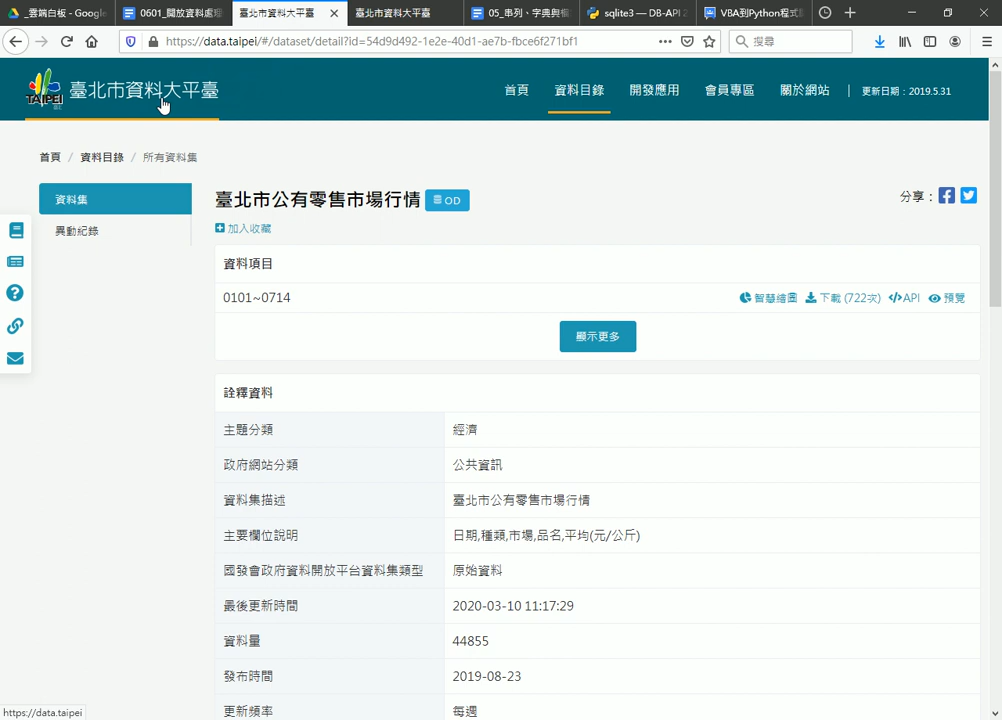 _雲端白板 - Google
0601_開放資料處理
臺北市資料大平臺
臺北市資料大平臺
05_串列、字典與樞
sqlite3 — DB-API 2
VBA到Python程式
https://data.taipei/#/dataset/detail?id=54d9d492-1e2e-40d1-ae7b-fbce6f271bf1
搜尋
TAIPEI
臺北市資料大平臺
首頁
資料目錄
開發應用
會員專區
關於網站
更新日期：2019.5.31
首頁 / 資料目錄 / 所有資料集
資料集
異動紀錄
臺北市公有零售市場行情 OD
分享：
加入收藏
資料項目
0101~0714
智慧繪圖 下載 (722次) API 預覽
顯示更多
詮釋資料
主題分類 經濟
政府網站分類 公共資訊
資料集描述 臺北市公有零售市場行情
主要欄位說明 日期,種類,市場,品名,平均(元/公斤)
國發會政府資料開放平台資料集類型 原始資料
最後更新時間 2020-03-10 11:17:29
資料量 44855
發布時間 2019-08-23
更新頻率 每週
https://data.taipei